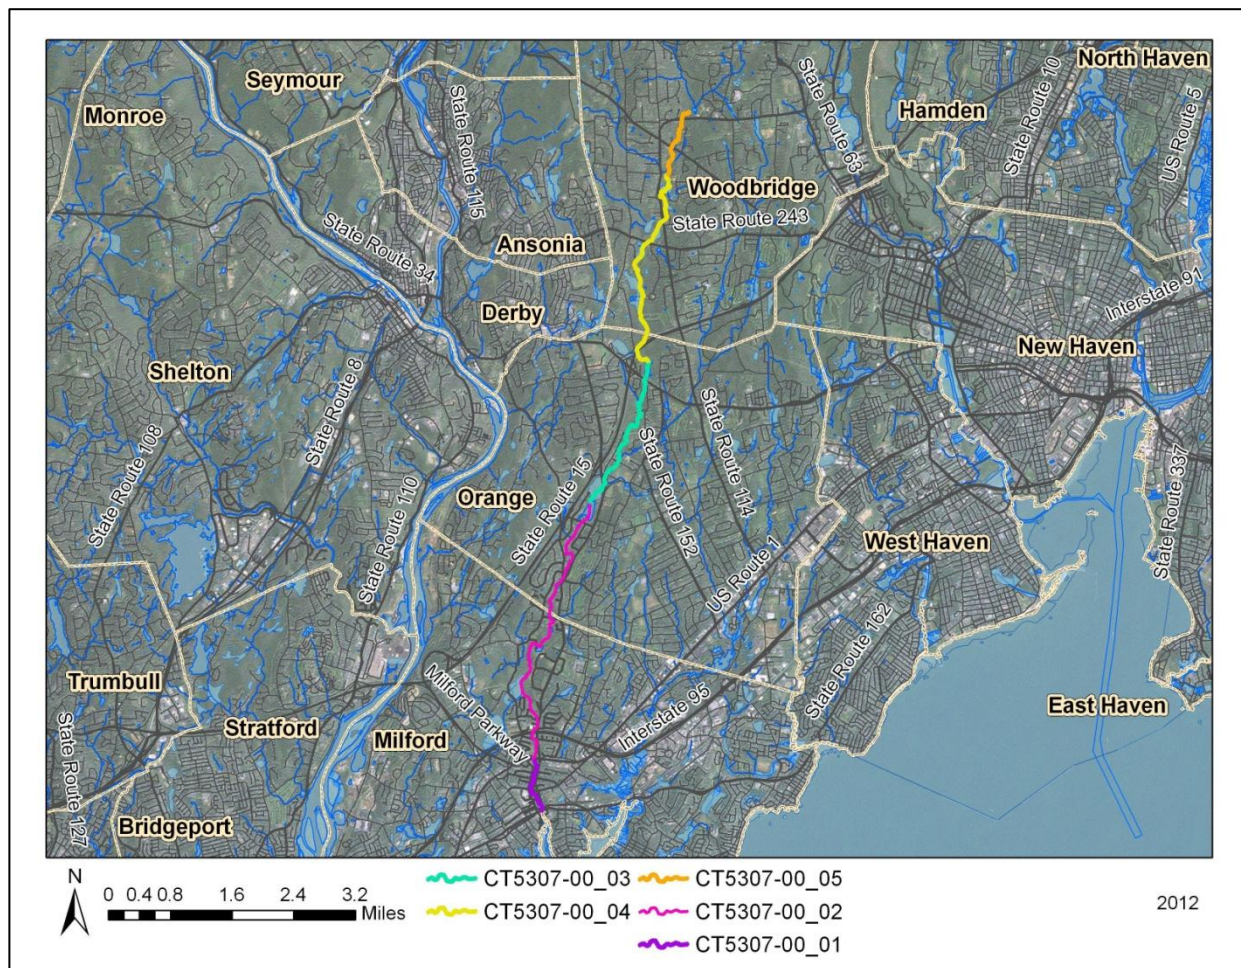 North Haven
Seymour
Hamden
State Route 10
US Route 5
Monroe
State Route 115
State Route 63
Woodbridge
State Route 243
State Route 34
Ansonia
Derby
Interstate 91
New Haven
Shelton
State Route 8
State Route 108
State Route 110
Orange
State Route 15
State Route 152
State Route 114
State Route 337
US Route 1
West Haven
State Route 162
Trumbull
Stratford
Milford
Milford Parkway
Interstate 95
East Haven
State Route 127
Bridgeport
N
0 0.4 0.8 1.6 2.4 3.2
Miles
CT5307-00_03
CT5307-00_04
CT5307-00_05
CT5307-00_02
CT5307-00_01
2012